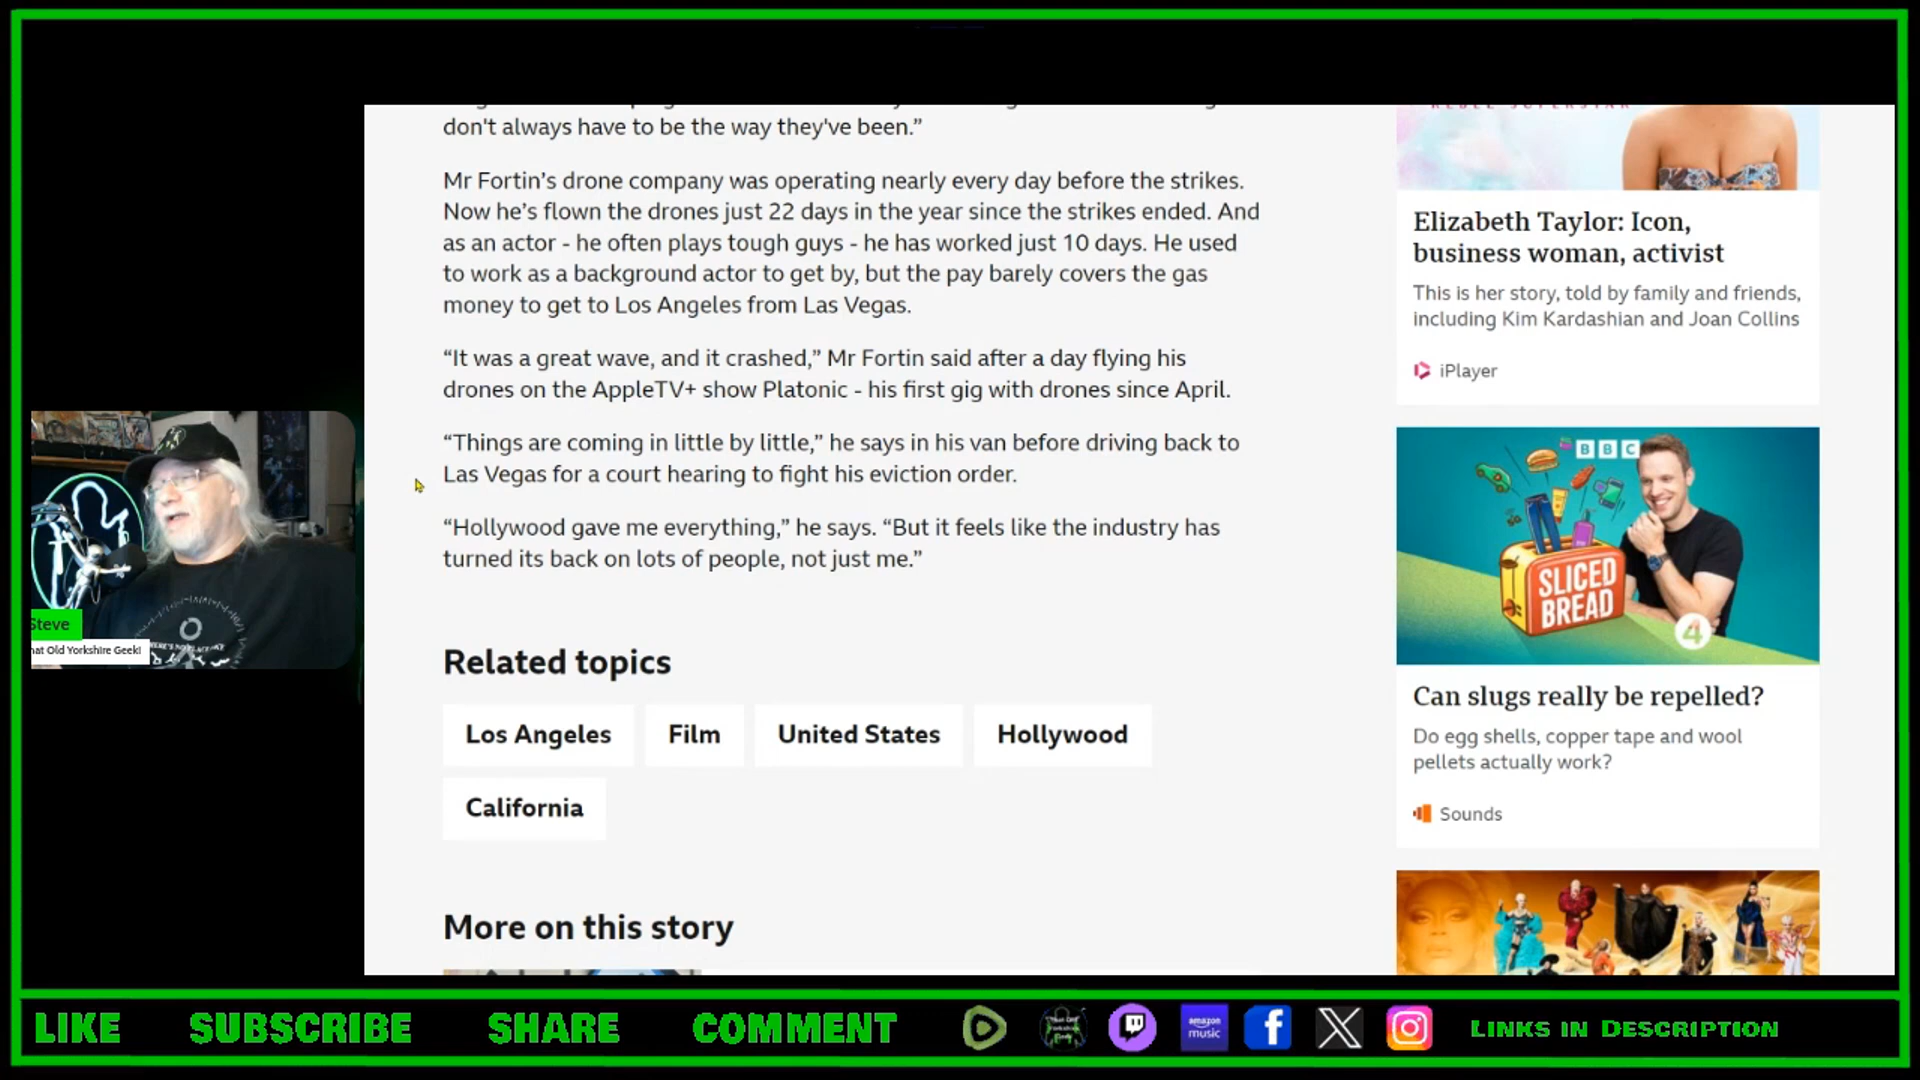 don't always have to be the way they've been.”
Mr Fortin’s drone company was operating nearly every day before the strikes.
Now he’s flown the drones just 22 days in the year since the strikes ended. And
as an actor - he often plays tough guys - he has worked just 10 days. He used
to work as a background actor to get by, but the pay barely covers the gas
money to get to Los Angeles from Las Vegas.
“It was a great wave, and it crashed,” Mr Fortin said after a day flying his
drones on the AppleTV+ show Platonic - his first gig with drones since April.
“Things are coming in little by little,” he says in his van before driving back to
Las Vegas for a court hearing to fight his eviction order.
“Hollywood gave me everything,” he says. “But it feels like the industry has
turned its back on lots of people, not just me.”
Related topics
Los Angeles
Film
United States
Hollywood
California
More on this story
Elizabeth Taylor: Icon,
business woman, activist
This is her story, told by family and friends,
including Kim Kardashian and Joan Collins
iPlayer
BBC
SLICED
BREAD
4
Can slugs really be repelled?
Do egg shells, copper tape and wool
pellets actually work?
Sounds
Steve
hat Old Yorkshire Geek!
LIKE
SUBSCRIBE
SHARE
COMMENT
amazon
music
LINKS IN DESCRIPTION